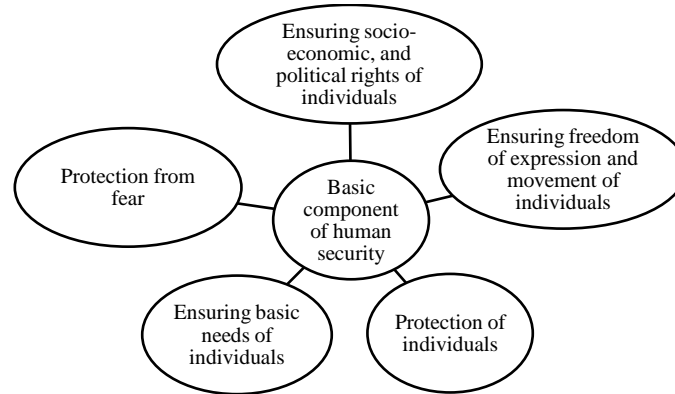 Ensuring socio-
economic, and
political rights of
individuals
Ensuring freedom
of expression and
movement of
individuals
Protection from
fear
Basic
component
of human
security
Ensuring basic
needs of
individuals
Protection of
individuals